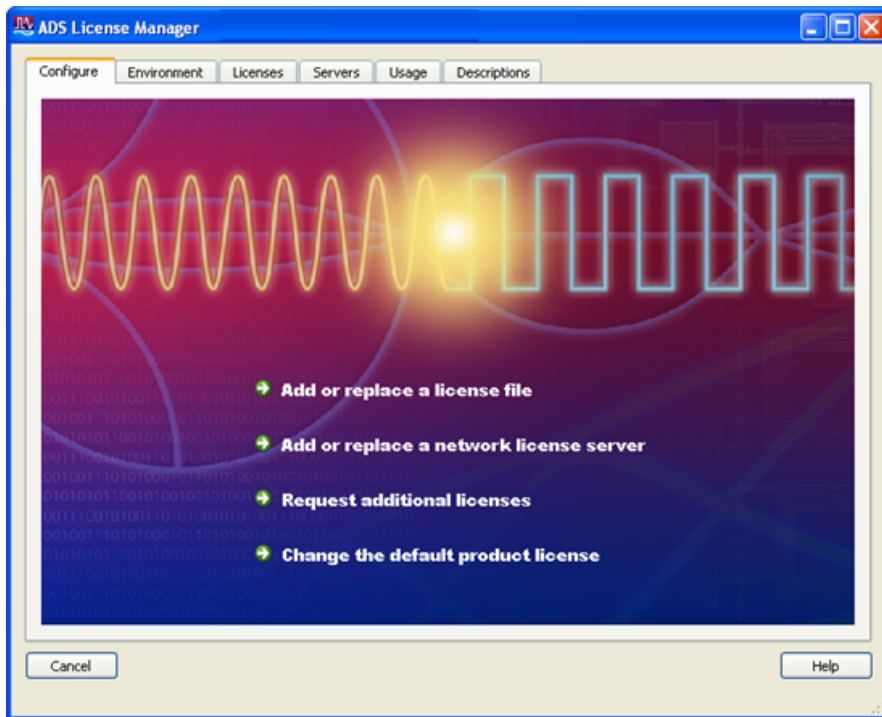 ADS License Manager
Configure Environment Licenses Servers Usage Descriptions
Add or replace a license file
Add or replace a network license server
Request additional licenses
Change the default product license
Cancel Help